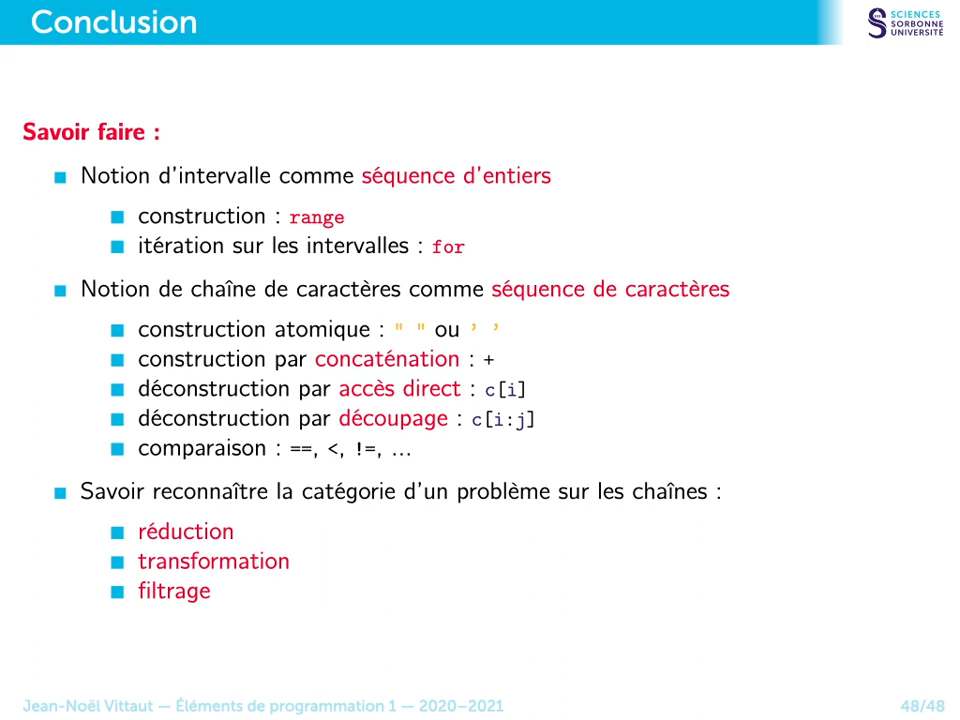 Conclusion
SCIENCES
SORBONNE
UNIVERSITÉ
Savoir faire :
Notion d'intervalle comme séquence d'entiers
construction : range
itération sur les intervalles : for
Notion de chaîne de caractères comme séquence de caractères
construction atomique : " " ou ’ ’
construction par concaténation : +
déconstruction par accès direct : c[i]
déconstruction par découpage : c[i:j]
comparaison : ==, <, !=, ...
Savoir reconnaître la catégorie d'un problème sur les chaînes :
réduction
transformation
filtrage
Jean-Noël Vittaut — Éléments de programmation 1 — 2020–2021
48/48